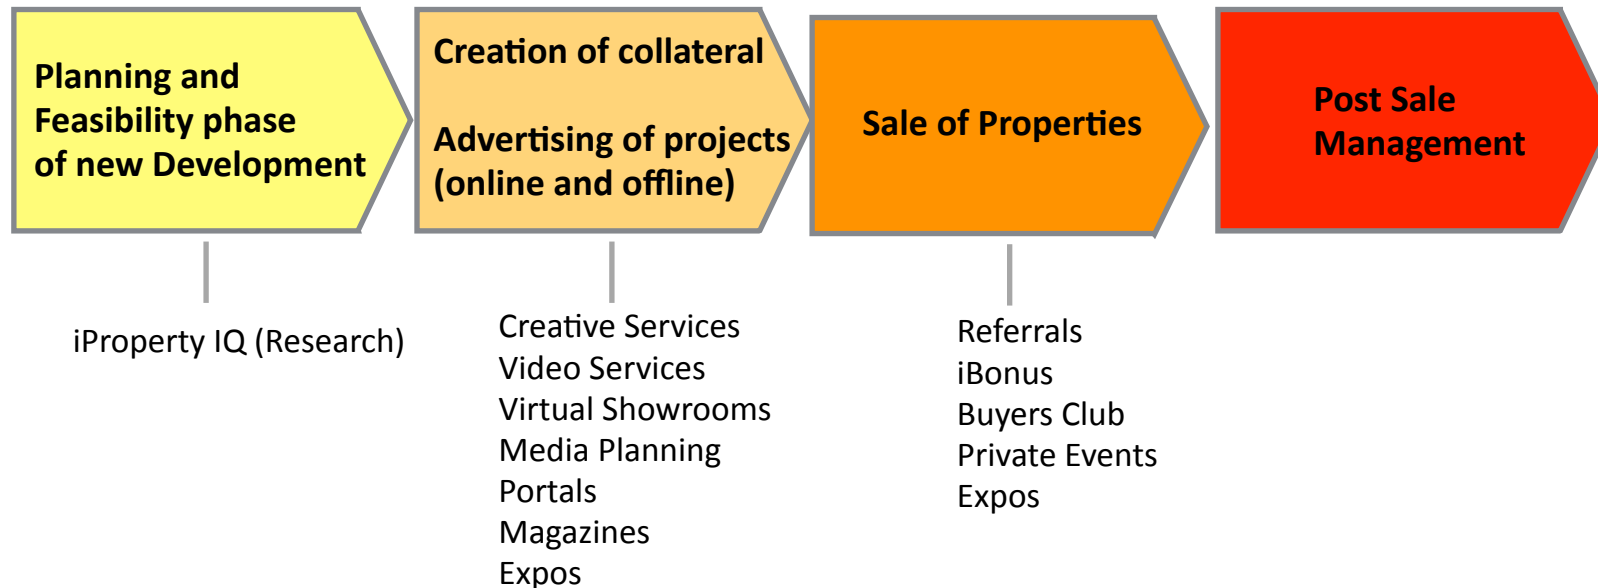 Planning and
Feasibility phase
of new Development
Creation of collateral
Advertising of projects
(online and offline)
Sale of Properties
Post Sale
Management
iProperty IQ (Research)
Creative Services
Video Services
Virtual Showrooms
Media Planning
Portals
Magazines
Expos
Referrals
iBonus
Buyers Club
Private Events
Expos